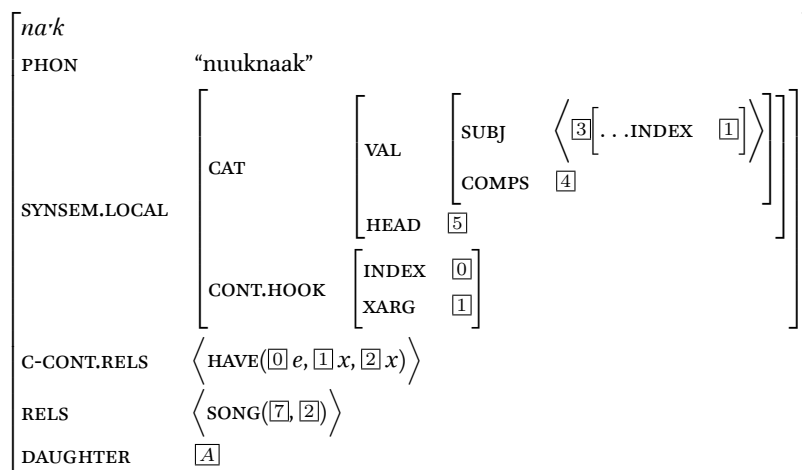 na·k
PHON “nuuknaak”
SYNSEM.LOCAL
CAT
VAL
SUBJ ⟨ 3 [ ...INDEX 1 ] ⟩
COMPS 4
HEAD 5
CONT.HOOK
INDEX 0
XARG 1
C-CONT.RELS ⟨ HAVE( 0 e, 1 x, 2 x) ⟩
RELS ⟨ SONG( 7 , 2 ) ⟩
DAUGHTER A